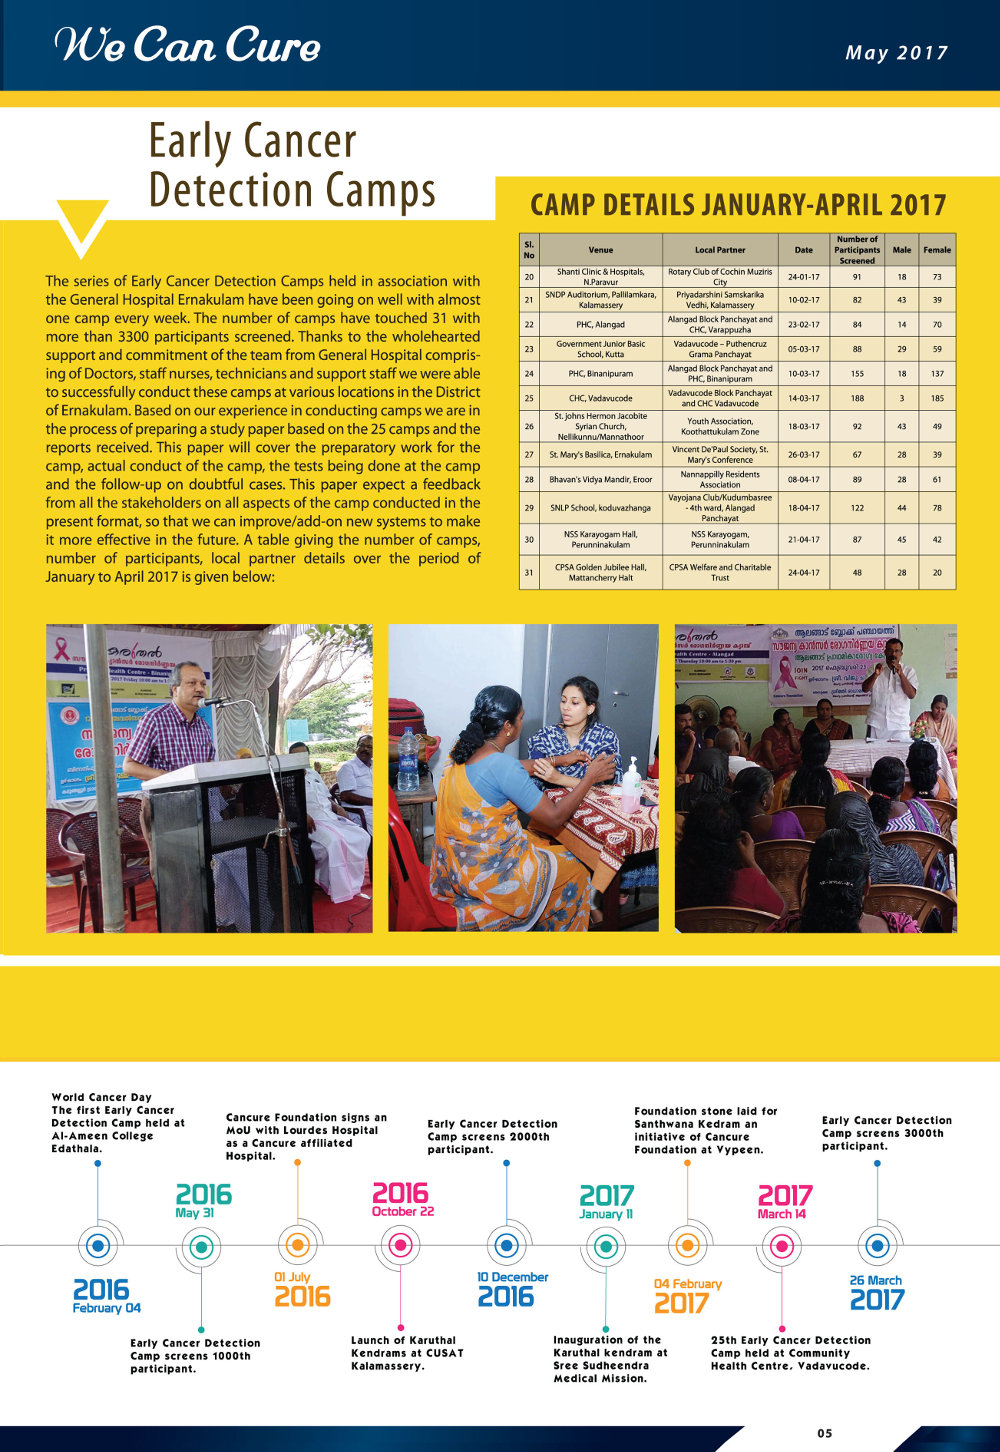 We Can Cure
May 2017
Early Cancer
Detection Camps
The series of Early Cancer Detection Camps held in association with
the General Hospital Ernakulam have been going on well with almost
one camp every week. The number of camps have touched 31 with
more than 3300 participants screened. Thanks to the wholehearted
support and commitment of the team from General Hospital compris-
ing of Doctors, staff nurses, technicians and support staff we were able
to successfully conduct these camps at various locations in the District
of Ernakulam. Based on our experience in conducting camps we are in
the process of preparing a study paper based on the 25 camps and the
reports received. This paper will cover the preparatory work for the
camp, actual conduct of the camp, the tests being done at the camp
and the follow-up on doubtful cases. This paper expect a feedback
from all the stakeholders on all aspects of the camp conducted in the
present format, so that we can improve/add-on new systems to make
it more effective in the future. A table giving the number of camps,
number of participants, local partner details over the period of
January to April 2017 is given below:
CAMP DETAILS JANUARY-APRIL 2017
Sl. No Venue Local Partner Date Number of Participants Screened Male Female
20 Shanti Clinic & Hospitals, N.Paravur Rotary Club of Cochin Muziris City 24-01-17 91 18 73
21 SNDP Auditorium, Pallilamkara, Kalamassery Priyadarshini Samskarika Vedhi, Kalamassery 10-02-17 82 43 39
22 PHC, Alangad Alangad Block Panchayat and CHC, Varappuzha 23-02-17 84 14 70
23 Government Junior Basic School, Kutta Vadavucode – Puthencruz Grama Panchayat 05-03-17 88 29 59
24 PHC, Binanipuram Alangad Block Panchayat and PHC, Binanipuram 10-03-17 155 18 137
25 CHC, Vadavucode Vadavucode Block Panchayat and CHC Vadavucode 14-03-17 188 3 185
26 St. johns Hermon Jacobite Syrian Church, Nellikunnu/Mannathoor Youth Association, Koothattukulam Zone 18-03-17 92 43 49
27 St. Mary's Basilica, Ernakulam Vincent De'Paul Society, St. Mary's Conference 26-03-17 67 28 39
28 Bhavan's Vidya Mandir, Eroor Nannappilly Residents Association 08-04-17 89 28 61
29 SNLP School, koduvazhanga Vayojana Club/Kudumbasree - 4th ward, Alangad Panchayat 18-04-17 122 44 78
30 NSS Karayogam Hall, Perunninakulam NSS Karayogam, Perunninakulam 21-04-17 87 45 42
31 CPSA Golden Jubilee Hall, Mattancherry Halt CPSA Welfare and Charitable Trust 24-04-17 48 28 20
കരുതൽ
ആലങ്ങാട് ബ്ലോക്ക് പഞ്ചായത്ത്
Health Centre - Alangad
JOIN
FIGHT
World Cancer Day
The first Early Cancer
Detection Camp held at
Al-Ameen College
Edathala.
2016
February 04
2016
May 31
Early Cancer Detection
Camp screens 1000th
participant.
Cancure Foundation signs an
MoU with Lourdes Hospital
as a Cancure affiliated
Hospital.
01 July
2016
2016
October 22
Launch of Karuthal
Kendrams at CUSAT
Kalamassery.
Early Cancer Detection
Camp screens 2000th
participant.
10 December
2016
2017
January 11
Inauguration of the
Karuthal kendram at
Sree Sudheendra
Medical Mission.
Foundation stone laid for
Santhwana Kedram an
initiative of Cancure
Foundation at Vypeen.
04 February
2017
2017
March 14
25th Early Cancer Detection
Camp held at Community
Health Centre, Vadavucode.
Early Cancer Detection
Camp screens 3000th
participant.
26 March
2017
05